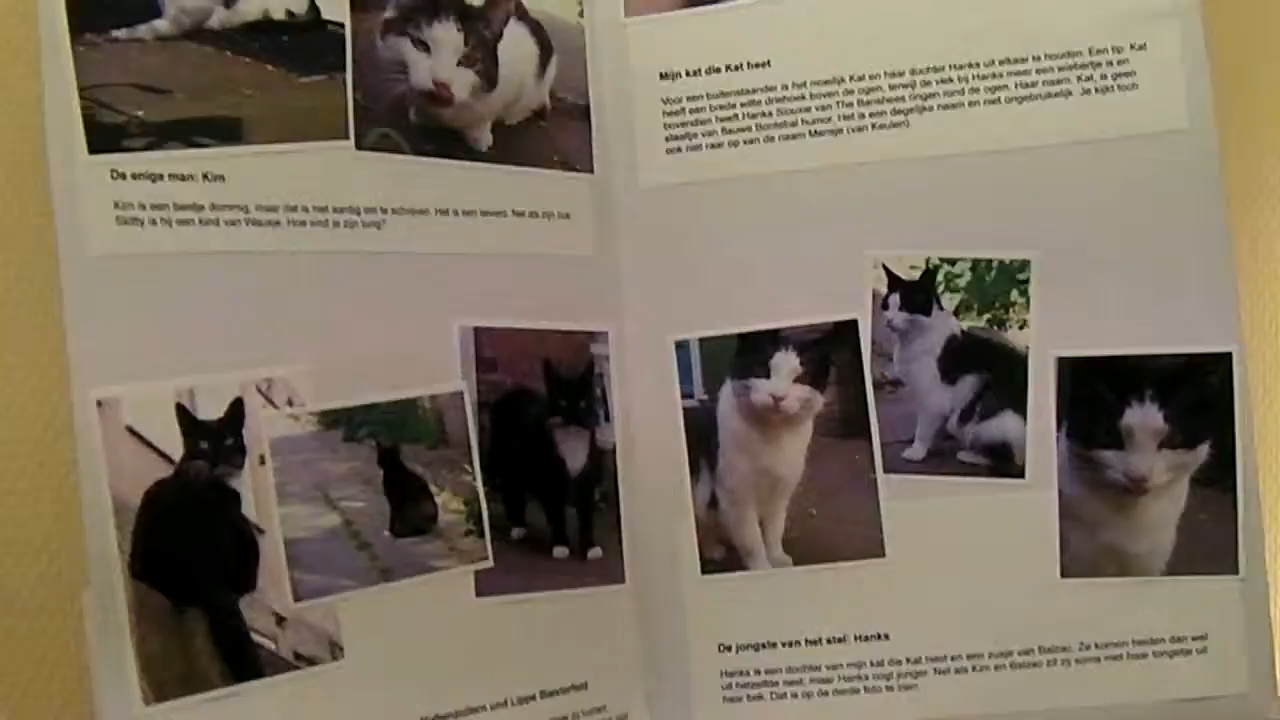 Mijn kat die Kat heet
Voor een buitenstaander is het moeilijk Kat en haar dochter Hanks uit elkaar te houden. Een tip: Kat
heeft een brede witte driehoek boven de ogen, terwijl de vlek bij Hanks meer een wiebertje is en
bovendien heeft Hanks Siouxie van The Banshees ringen rond de ogen. Haar naam, Kat, is geen
staaltje van flauwe Bontebal humor. Het is een degelijke naam en niet ongebruikelijk. Je kijkt toch
ook niet raar op van de naam Mensje (van Keulen)
De enige man: Kim
Kim is een beetje dommig, maar dat is niet aardig om te schrijven. Het is een lieverd. Net als zijn zus
Skitty is hij een kind van Wausje. Hoe vind je zijn tong?
De jongste van het stel: Hanks
Hanks is een dochter van mijn kat die Kat heet en een zusje van Balzac. Ze komen beiden dan wel
uit hetzelfde nest, maar Hanks oogt jonger. Net als Kim en Balzac zit zij soms met haar tongetje uit
haar bek. Dat is op de derde foto te zien.
und Lippe Biesterfeld